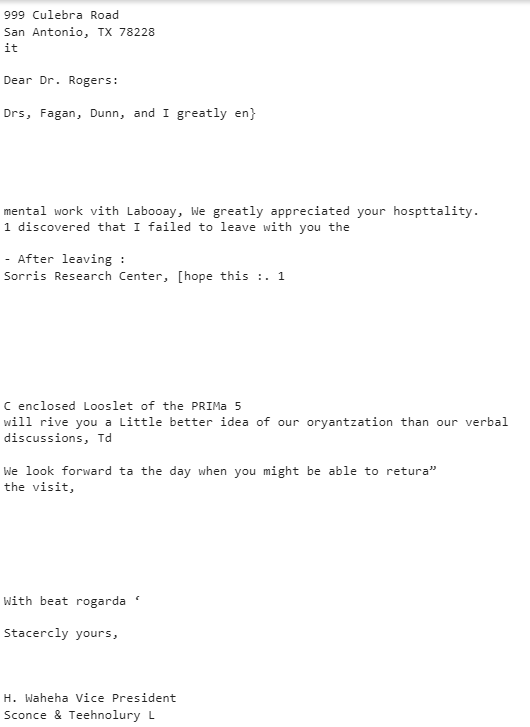 999 Culebra Road
San Antonio, TX 78228
it
Dear Dr. Rogers:
Drs, Fagan, Dunn, and I greatly en}
mental work vith Labooay, We greatly appreciated your hospttality.
1 discovered that I failed to leave with you the
- After leaving :
Sorris Research Center, [hope this :. 1
C enclosed Looslet of the PRIMa 5
will rive you a Little better idea of our oryantzation than our verbal
discussions, Td
We look forward ta the day when you might be able to retura”
the visit,
With beat rogarda ‘
Stacercly yours,
H. Waheha Vice President
Sconce & Teehnolury L